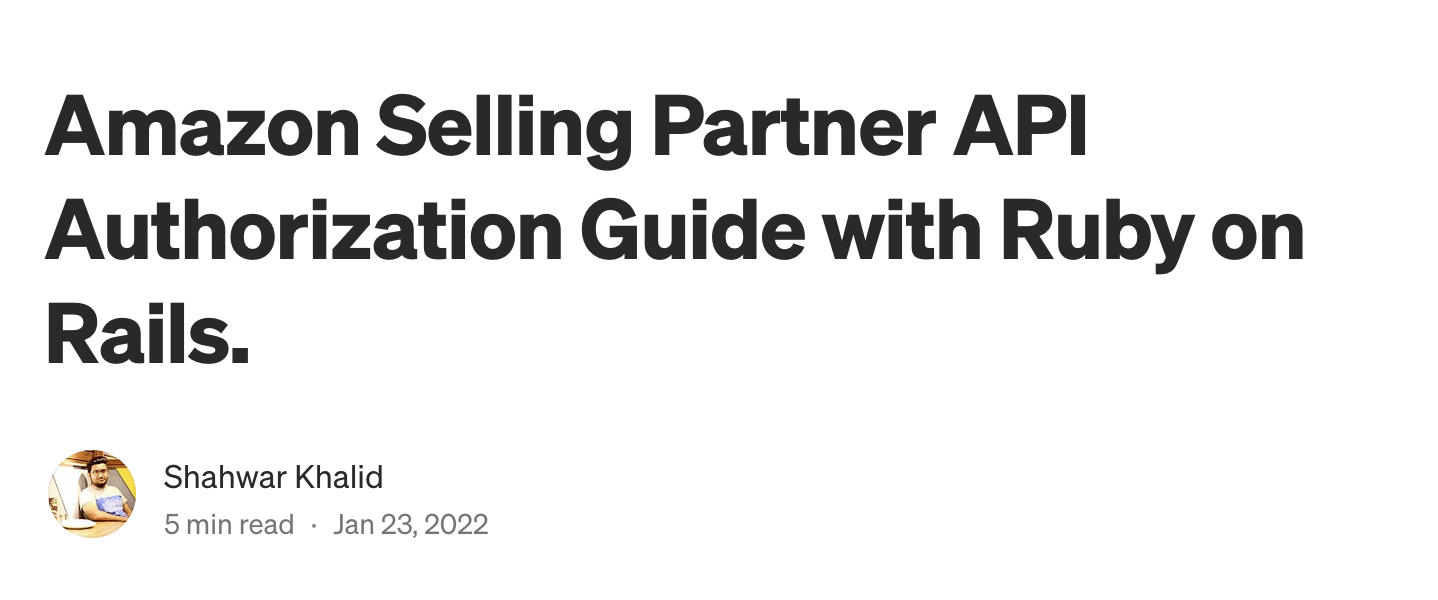 Amazon Selling Partner API
Authorization Guide with Ruby on
Rails.
Shahwar Khalid
5 min read · Jan 23, 2022